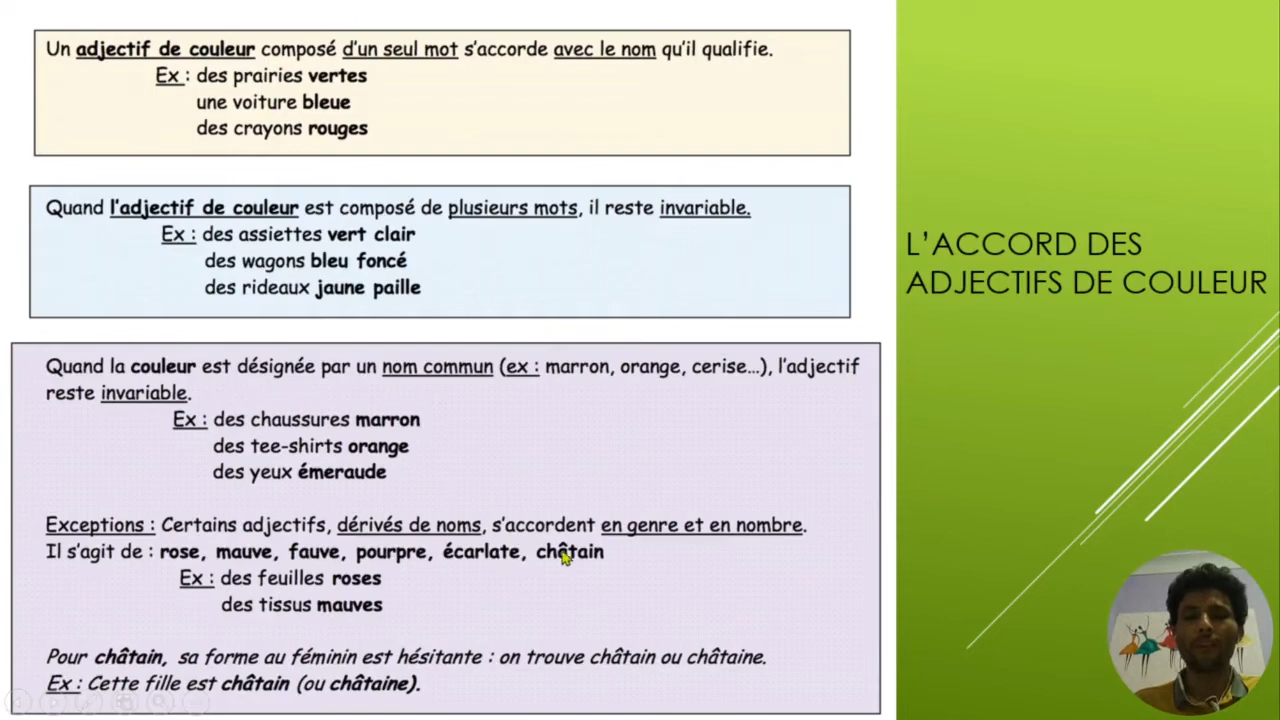 Un adjectif de couleur composé d'un seul mot s'accorde avec le nom qu'il qualifie.
Ex : des prairies vertes
une voiture bleue
des crayons rouges
Quand l'adjectif de couleur est composé de plusieurs mots, il reste invariable.
Ex : des assiettes vert clair
des wagons bleu foncé
des rideaux jaune paille
Quand la couleur est désignée par un nom commun (ex : marron, orange, cerise…), l'adjectif
reste invariable.
Ex : des chaussures marron
des tee-shirts orange
des yeux émeraude
Exceptions : Certains adjectifs, dérivés de noms, s'accordent en genre et en nombre.
Il s'agit de : rose, mauve, fauve, pourpre, écarlate, châtain
Ex : des feuilles roses
des tissus mauves
Pour châtain, sa forme au féminin est hésitante : on trouve châtain ou châtaine.
Ex : Cette fille est châtain (ou châtaine).
L'ACCORD DES
ADJECTIFS DE COULEUR